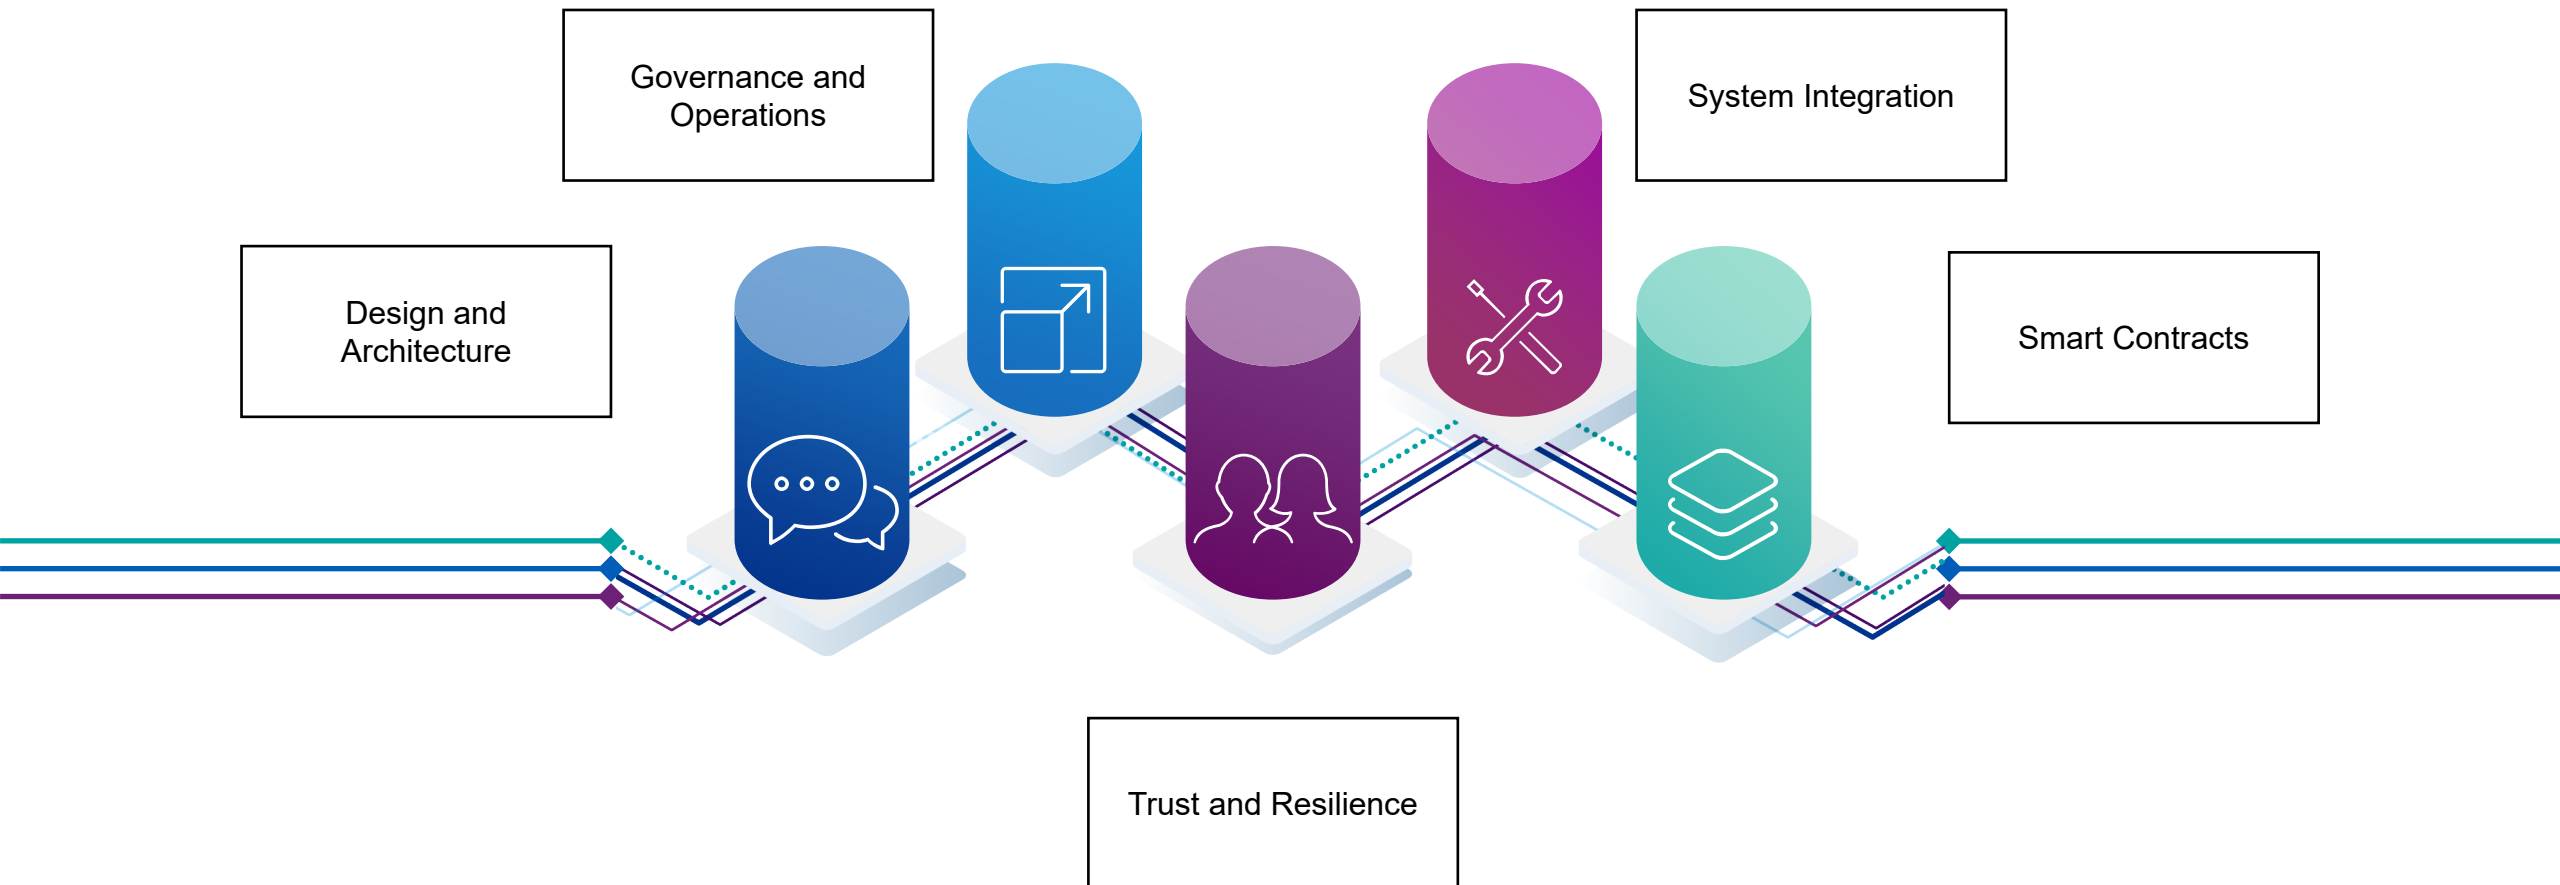 Governance and
Operations
System Integration
Design and
Architecture
Smart Contracts
Trust and Resilience